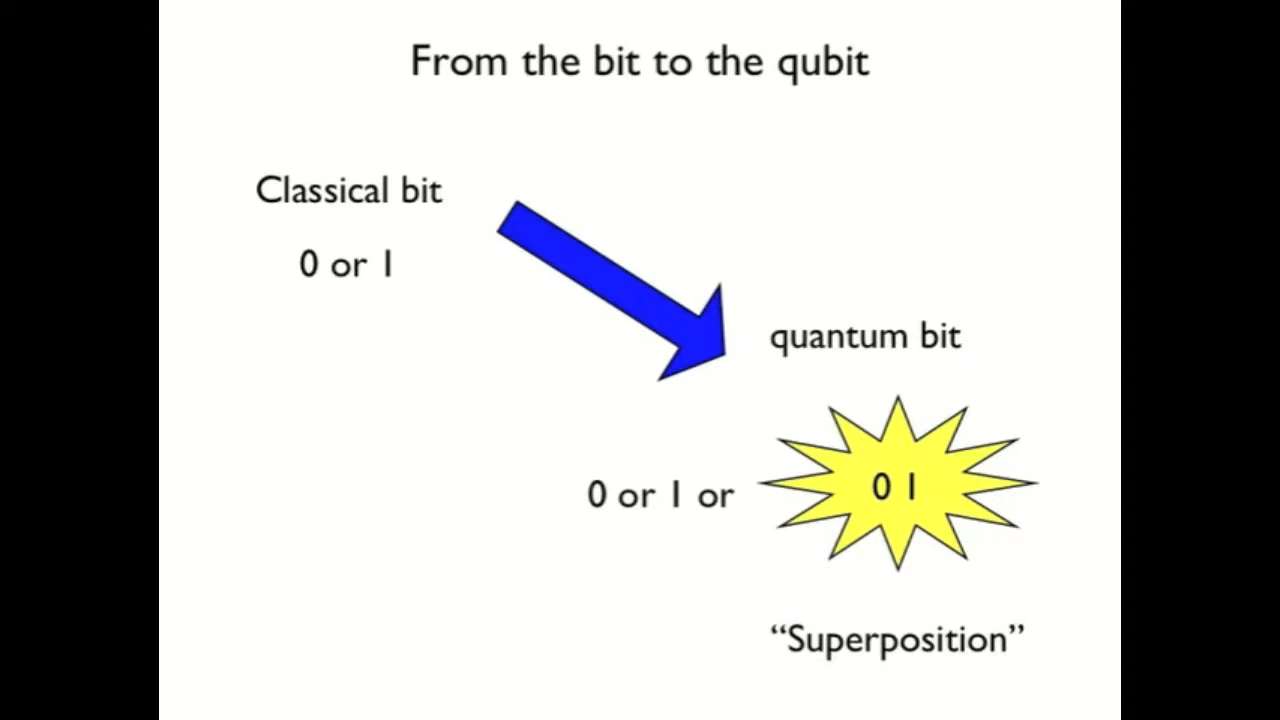 From the bit to the qubit
Classical bit
0 or 1
quantum bit
0 or 1 or
0 1
“Superposition”